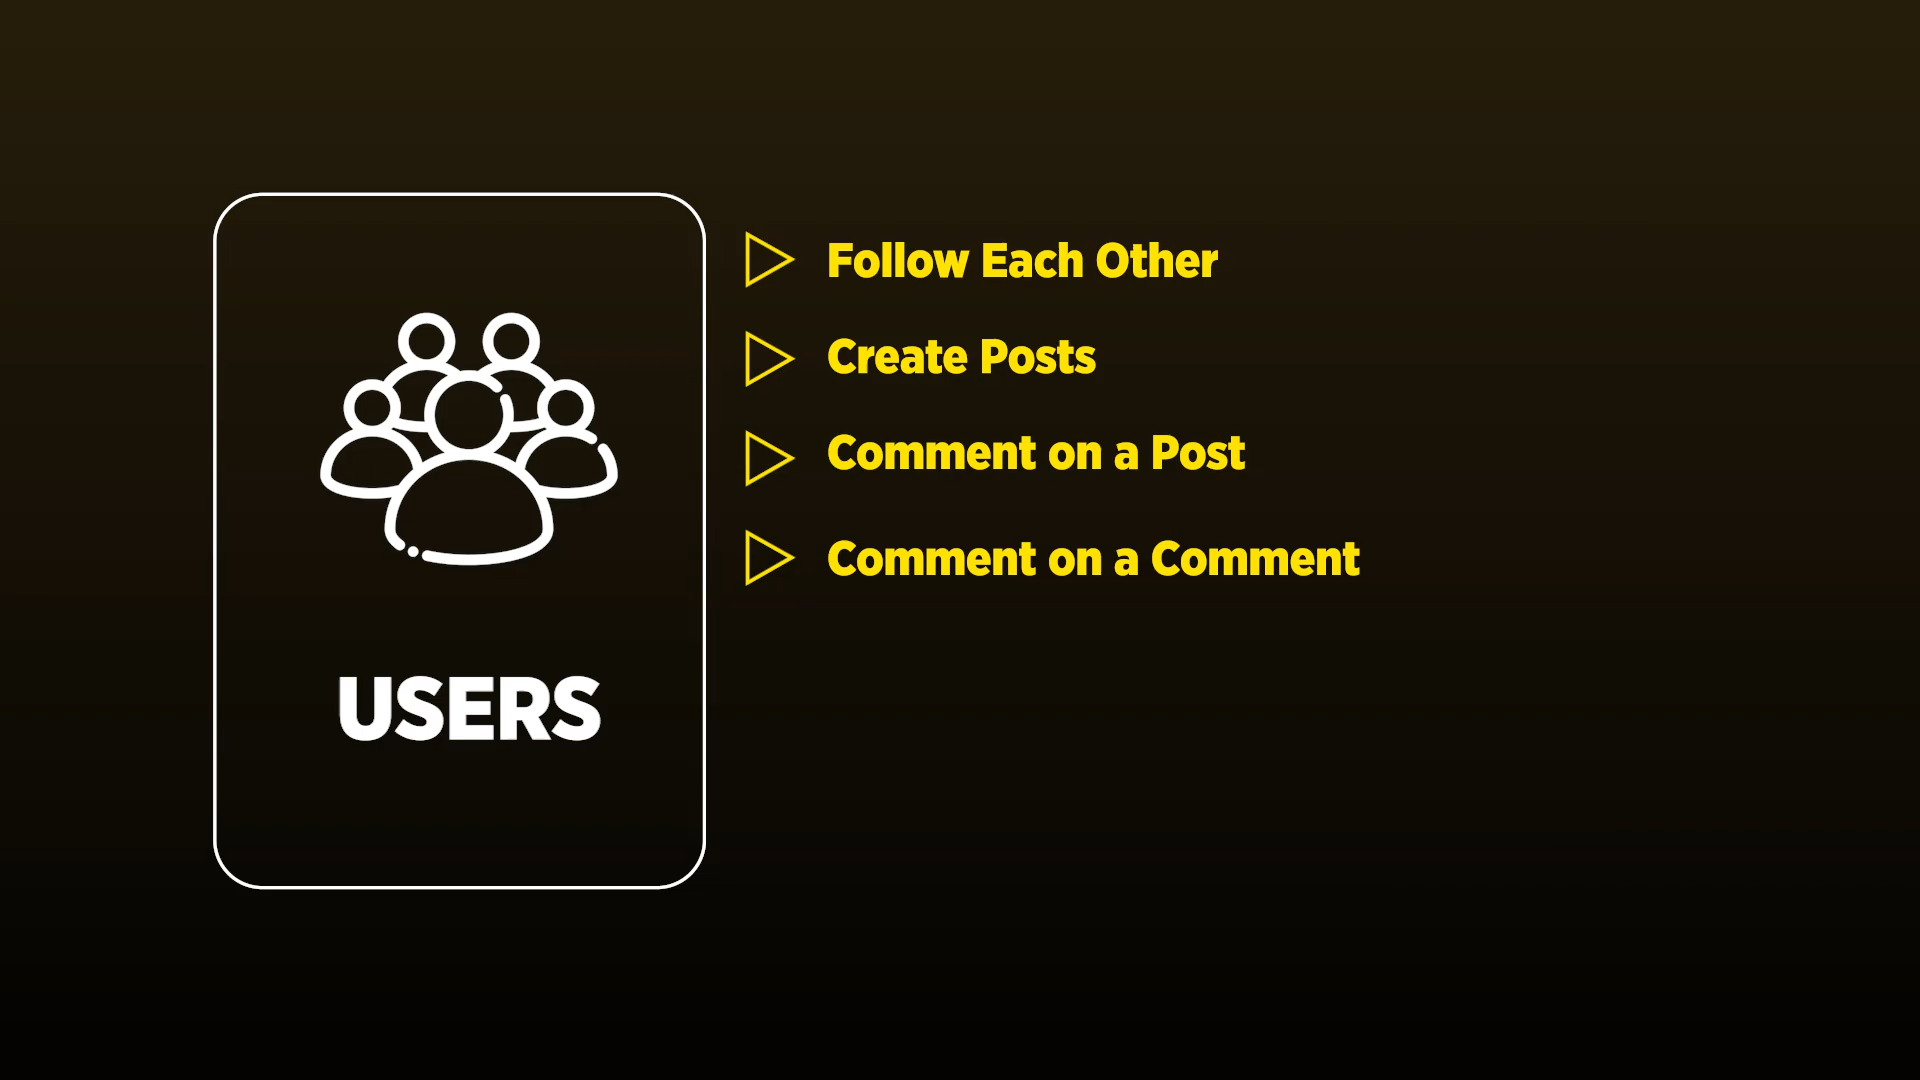 Follow Each Other
Create Posts
Comment on a Post
Comment on a Comment
USERS